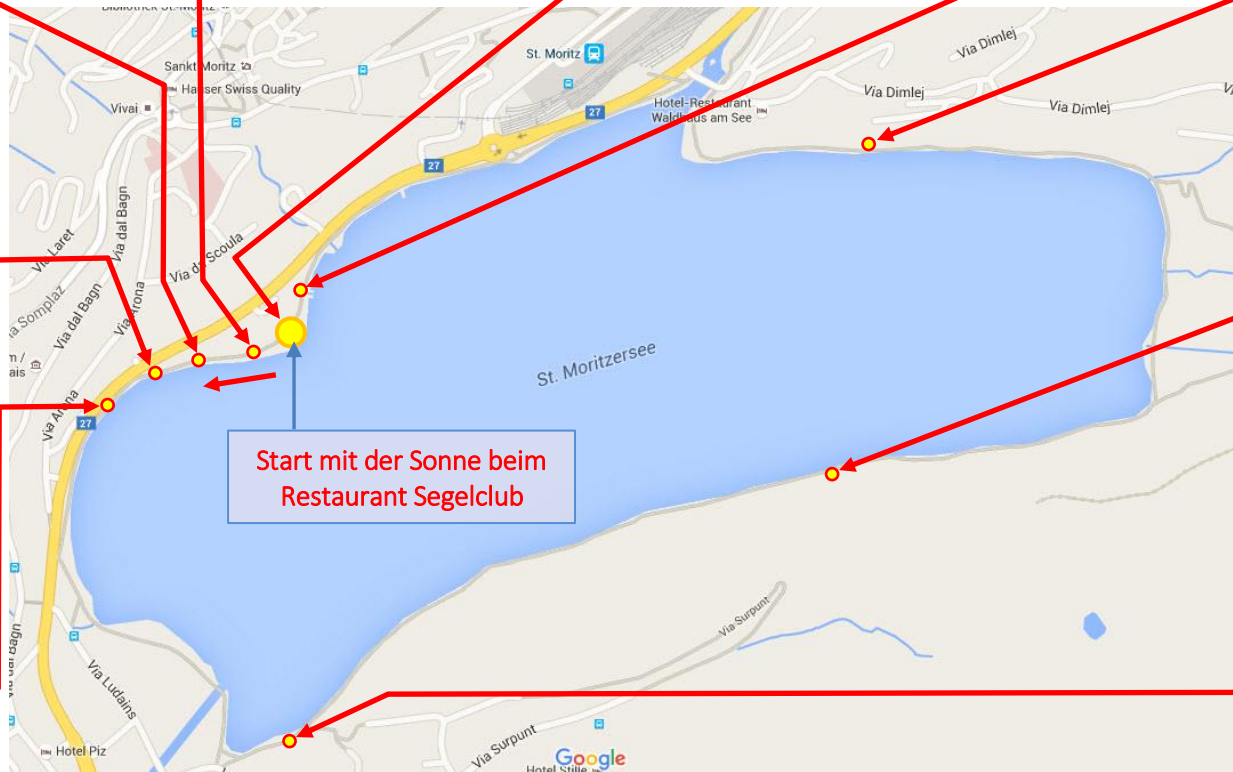 Bibliothek St.-Moritz
St. Moritz
Via Dimlej
Sankt Moritz
Hauser Swiss Quality
Via Dimlej
Hotel-Restaurant
Waldhaus am See
Via Dimlej
Vivai
27
27
Via Laret
Via dal Bagn
Via da Scoula
Via Somplaz
Via dal Bagn
Via Arona
St. Moritzersee
Via Arona
27
Start mit der Sonne beim
Restaurant Segelclub
Via Surpunt
Via dal Bagn
Via Ludains
Hotel Piz
Via Surpunt
Google
Hotel Stille